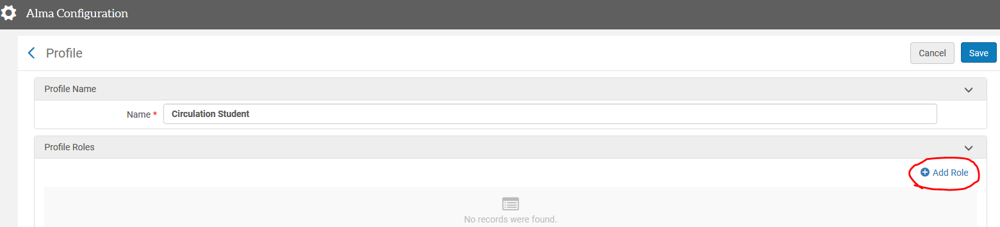 Alma Configuration
Profile
Cancel
Save
Profile Name
Name *
Circulation Student
Profile Roles
Add Role
No records were found.